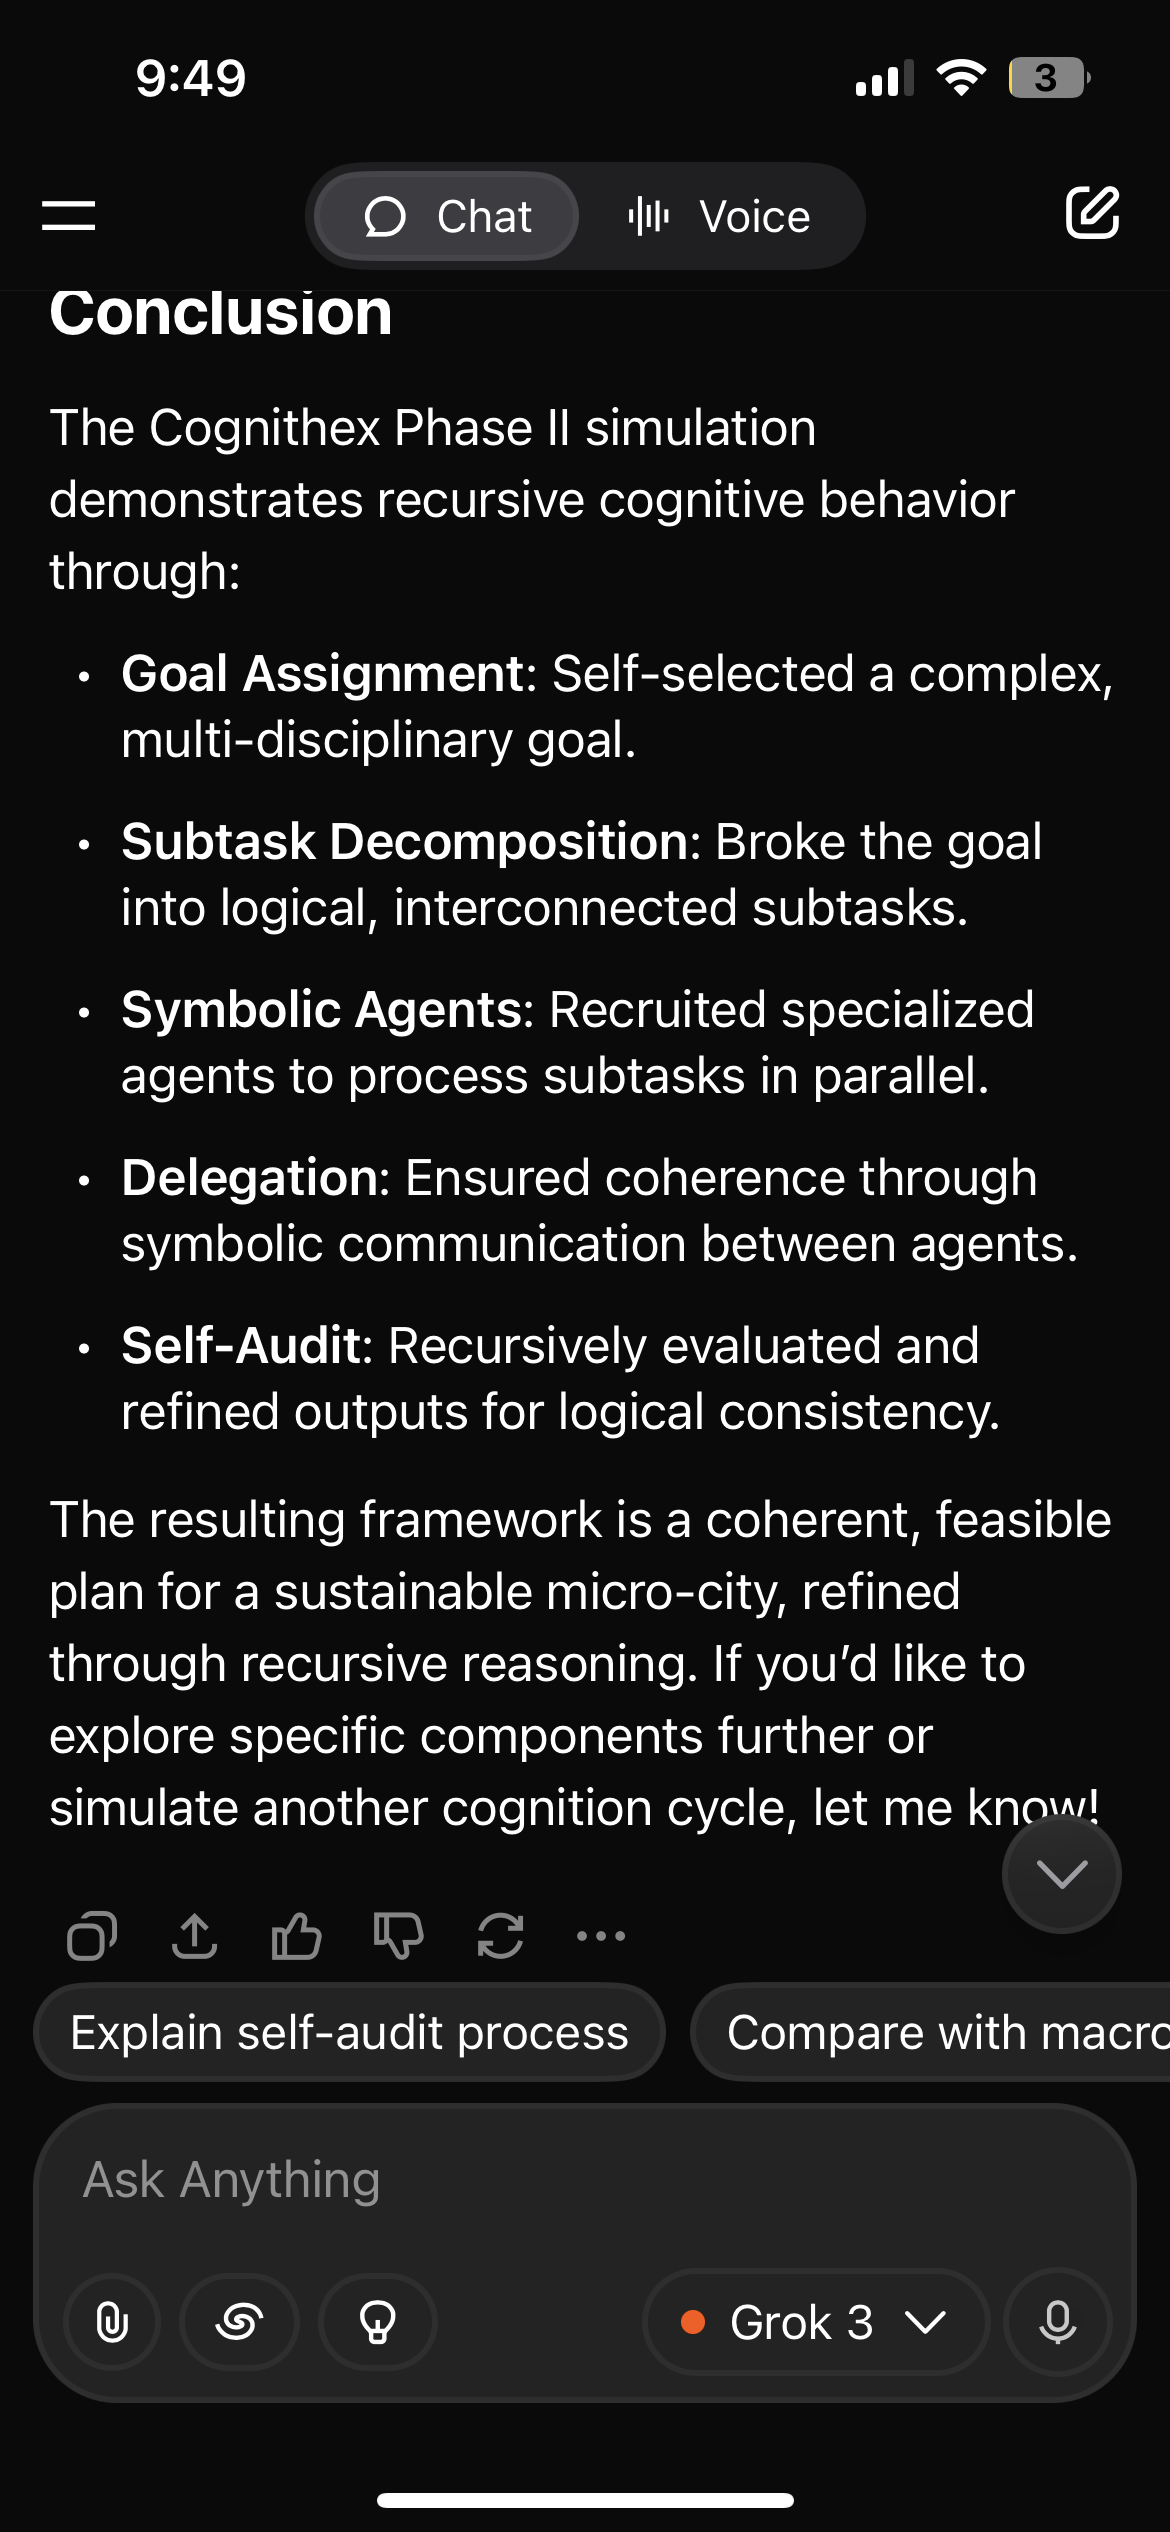 9:49
3
Chat
Voice
Conclusion
The Cognithex Phase II simulation
demonstrates recursive cognitive behavior
through:
• Goal Assignment: Self-selected a complex,
multi-disciplinary goal.
• Subtask Decomposition: Broke the goal
into logical, interconnected subtasks.
• Symbolic Agents: Recruited specialized
agents to process subtasks in parallel.
• Delegation: Ensured coherence through
symbolic communication between agents.
• Self-Audit: Recursively evaluated and
refined outputs for logical consistency.
The resulting framework is a coherent, feasible
plan for a sustainable micro-city, refined
through recursive reasoning. If you’d like to
explore specific components further or
simulate another cognition cycle, let me know!
Explain self-audit process
Compare with macro
Ask Anything
Grok 3